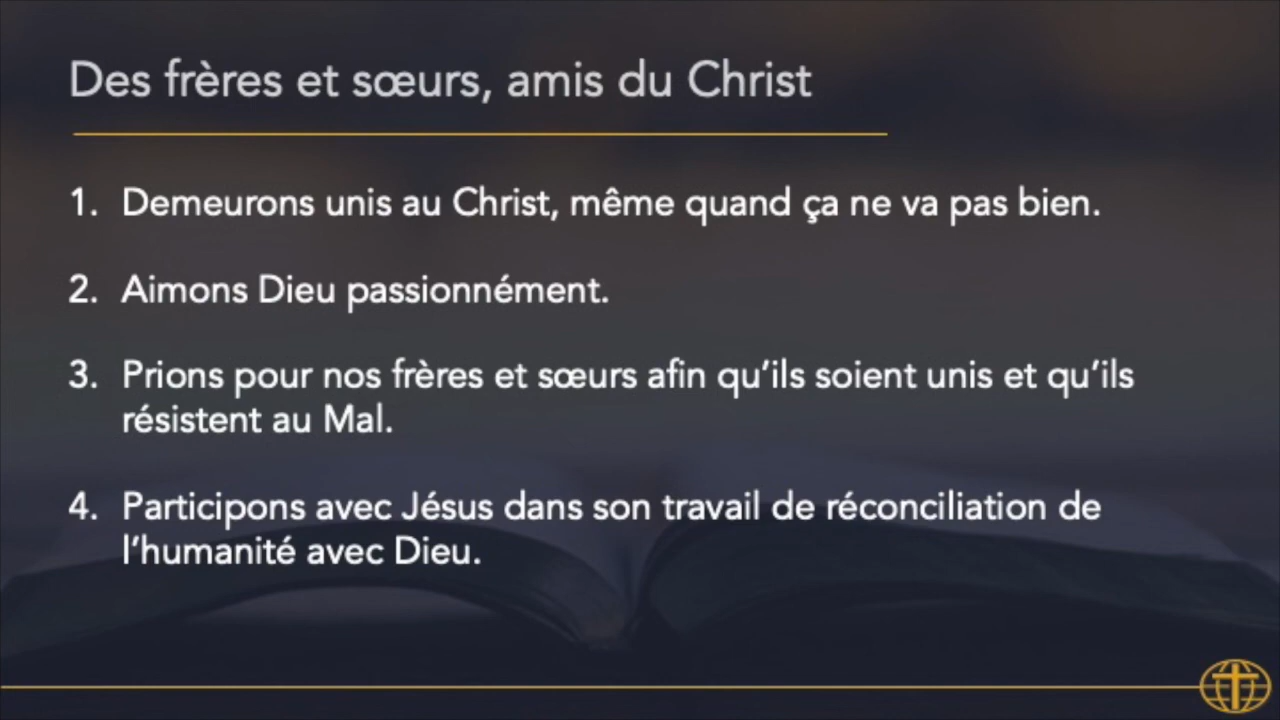 Des frères et sœurs, amis du Christ
1. Demeurons unis au Christ, même quand ça ne va pas bien.
2. Aimons Dieu passionnément.
3. Prions pour nos frères et sœurs afin qu’ils soient unis et qu’ils
résistent au Mal.
4. Participons avec Jésus dans son travail de réconciliation de
l’humanité avec Dieu.